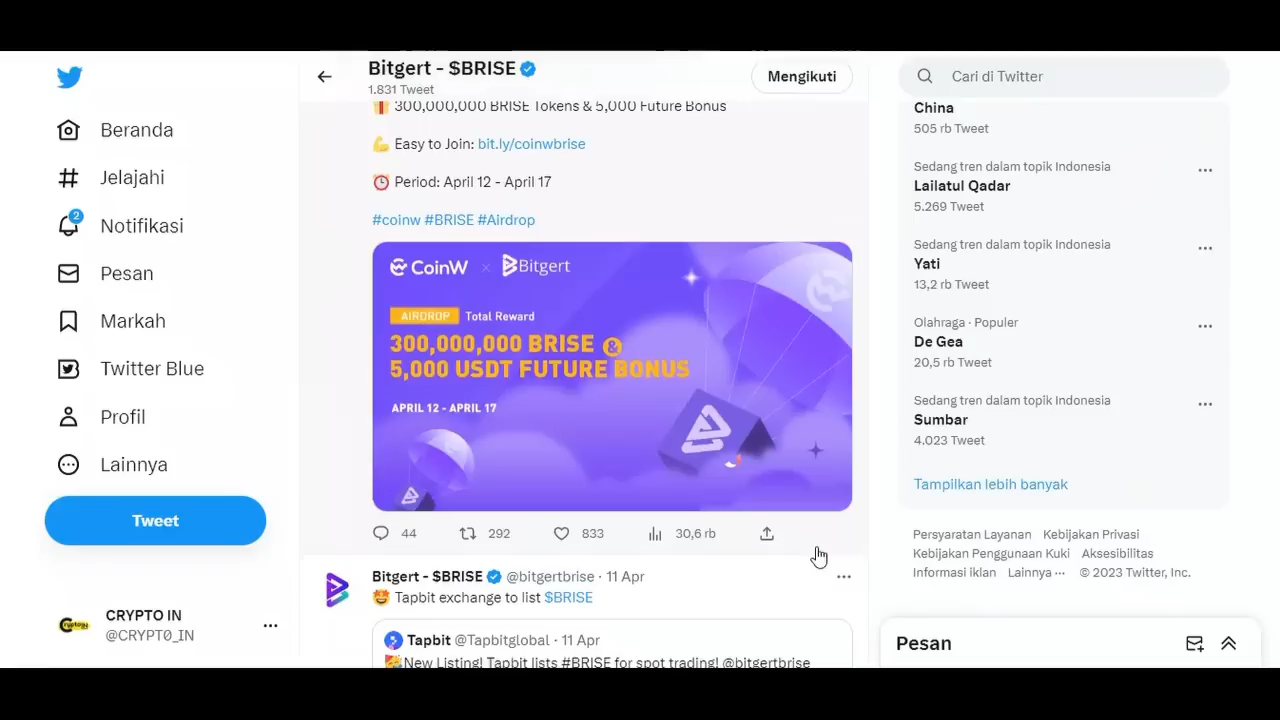 Beranda
Jelajahi
2
Notifikasi
Pesan
Markah
Twitter Blue
Profil
Lainnya
Tweet
CRYPTO IN
@CRYPT0_IN
Bitgert - $BRISE
1.831 Tweet
Mengikuti
300,000,000 BRISE Tokens & 5,000 Future Bonus
Easy to Join: bit.ly/coinwbrise
Period: April 12 - April 17
#coinw #BRISE #Airdrop
CoinW × Bitgert
AIRDROP Total Reward
300,000,000 BRISE &
5,000 USDT FUTURE BONUS
APRIL 12 - APRIL 17
44 292 833 30,6 rb
Bitgert - $BRISE @bitgertbrise · 11 Apr
Tapbit exchange to list $BRISE
Tapbit @Tapbitglobal · 11 Apr
New Listing! Tapbit lists #BRISE for spot trading! @bitgertbrise
Cari di Twitter
China
505 rb Tweet
Sedang tren dalam topik Indonesia
Lailatul Qadar
5.269 Tweet
Sedang tren dalam topik Indonesia
Yati
13,2 rb Tweet
Olahraga · Populer
De Gea
20,5 rb Tweet
Sedang tren dalam topik Indonesia
Sumbar
4.023 Tweet
Tampilkan lebih banyak
Persyaratan Layanan Kebijakan Privasi
Kebijakan Penggunaan Kuki Aksesibilitas
Informasi iklan Lainnya ··· © 2023 Twitter, Inc.
Pesan